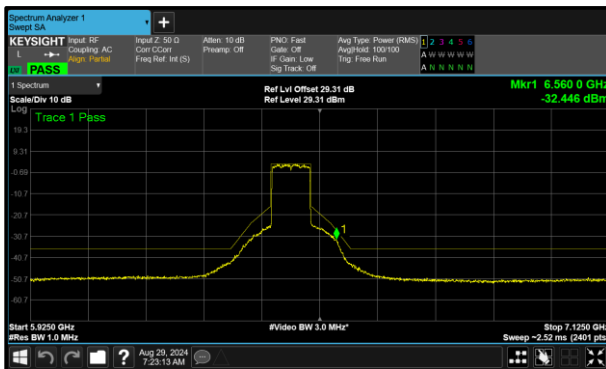 Spectrum Analyzer 1
Swept SA
KEYSIGHT Input: RF Input Z: 50 Ω Atten: 10 dB PNO: Fast Avg Type: Power (RMS) 1 2 3 4 5 6
L Coupling: AC Corr CCorr Preamp: Off Gate: Off Avg|Hold: 100/100 A W W W W W
Align: Partial Freq Ref: Int (S) IF Gain: Low Trig: Free Run
PASS Sig Track: Off A N N N N N
1 Spectrum Ref Lvl Offset 29.31 dB Mkr1 6.560 0 GHz
Scale/Div 10 dB Ref Level 29.31 dBm -32.446 dBm
Log
Trace 1 Pass
19.3
9.31
-0.69
-10.7
-20.7
1
-30.7
-40.7
-50.7
-60.7
Start 5.9250 GHz #Video BW 3.0 MHz* Stop 7.1250 GHz
#Res BW 1.0 MHz Sweep ~2.52 ms (2401 pts)
? Aug 29, 2024
7:23:13 AM